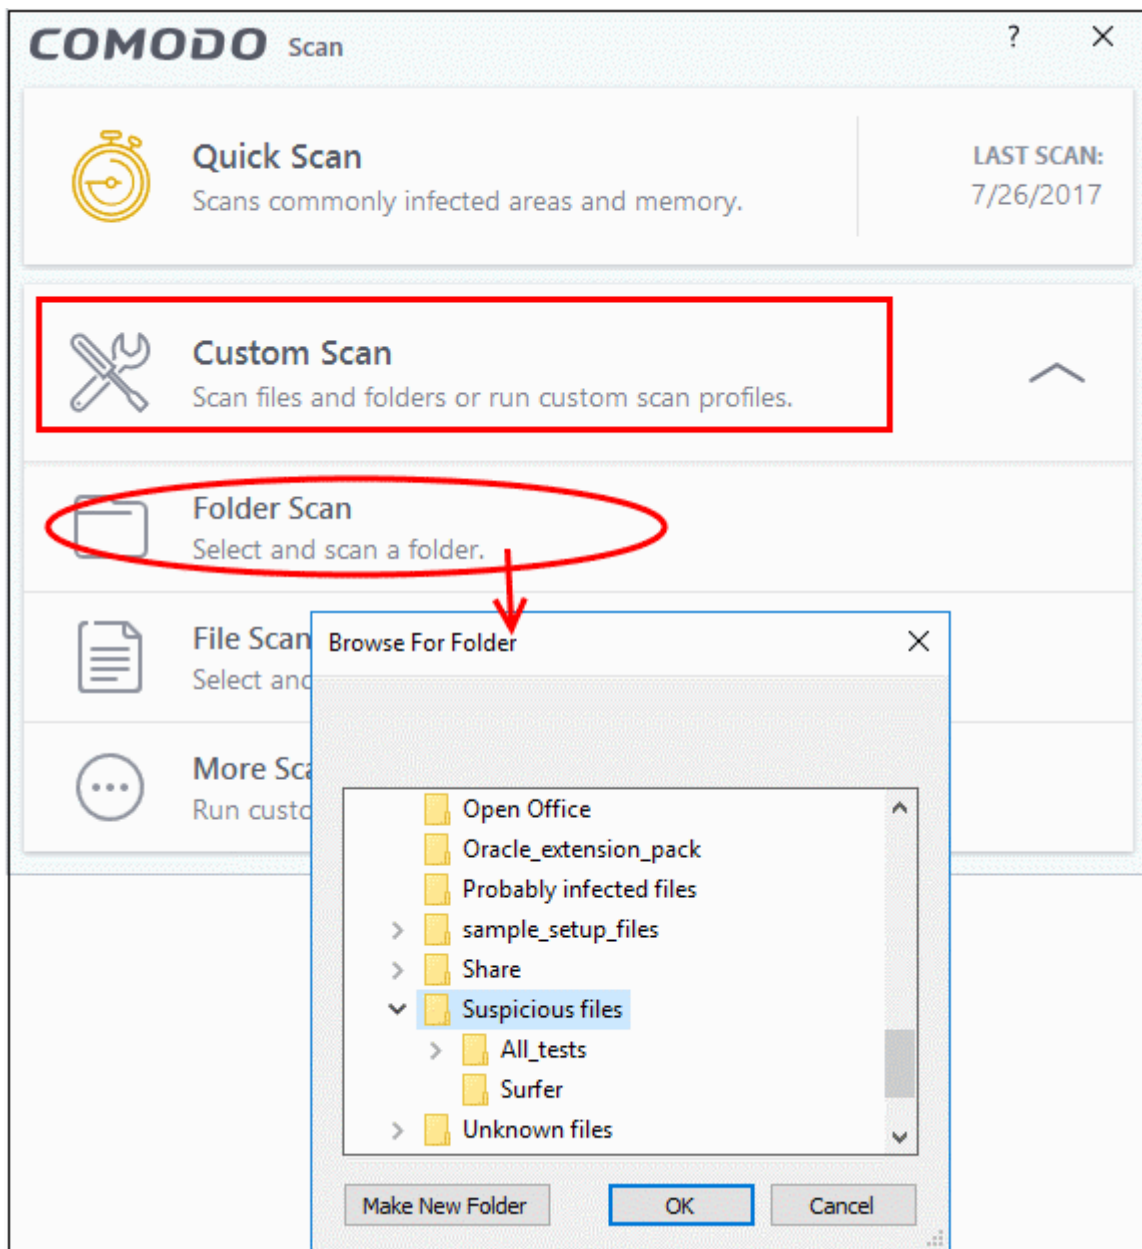 COMODO Scan ?
Quick Scan
Scans commonly infected areas and memory.
LAST SCAN:
7/26/2017
Custom Scan
Scan files and folders or run custom scan profiles.
Folder Scan
Select and scan a folder.
File Scan
Select and
More
Run
Browse For Folder
Open Office
Oracle_extension_pack
Probably infected files
sample_setup_files
Share
Suspicious files
All_tests
Surfer
Unknown files
Make New Folder
OK
Cancel